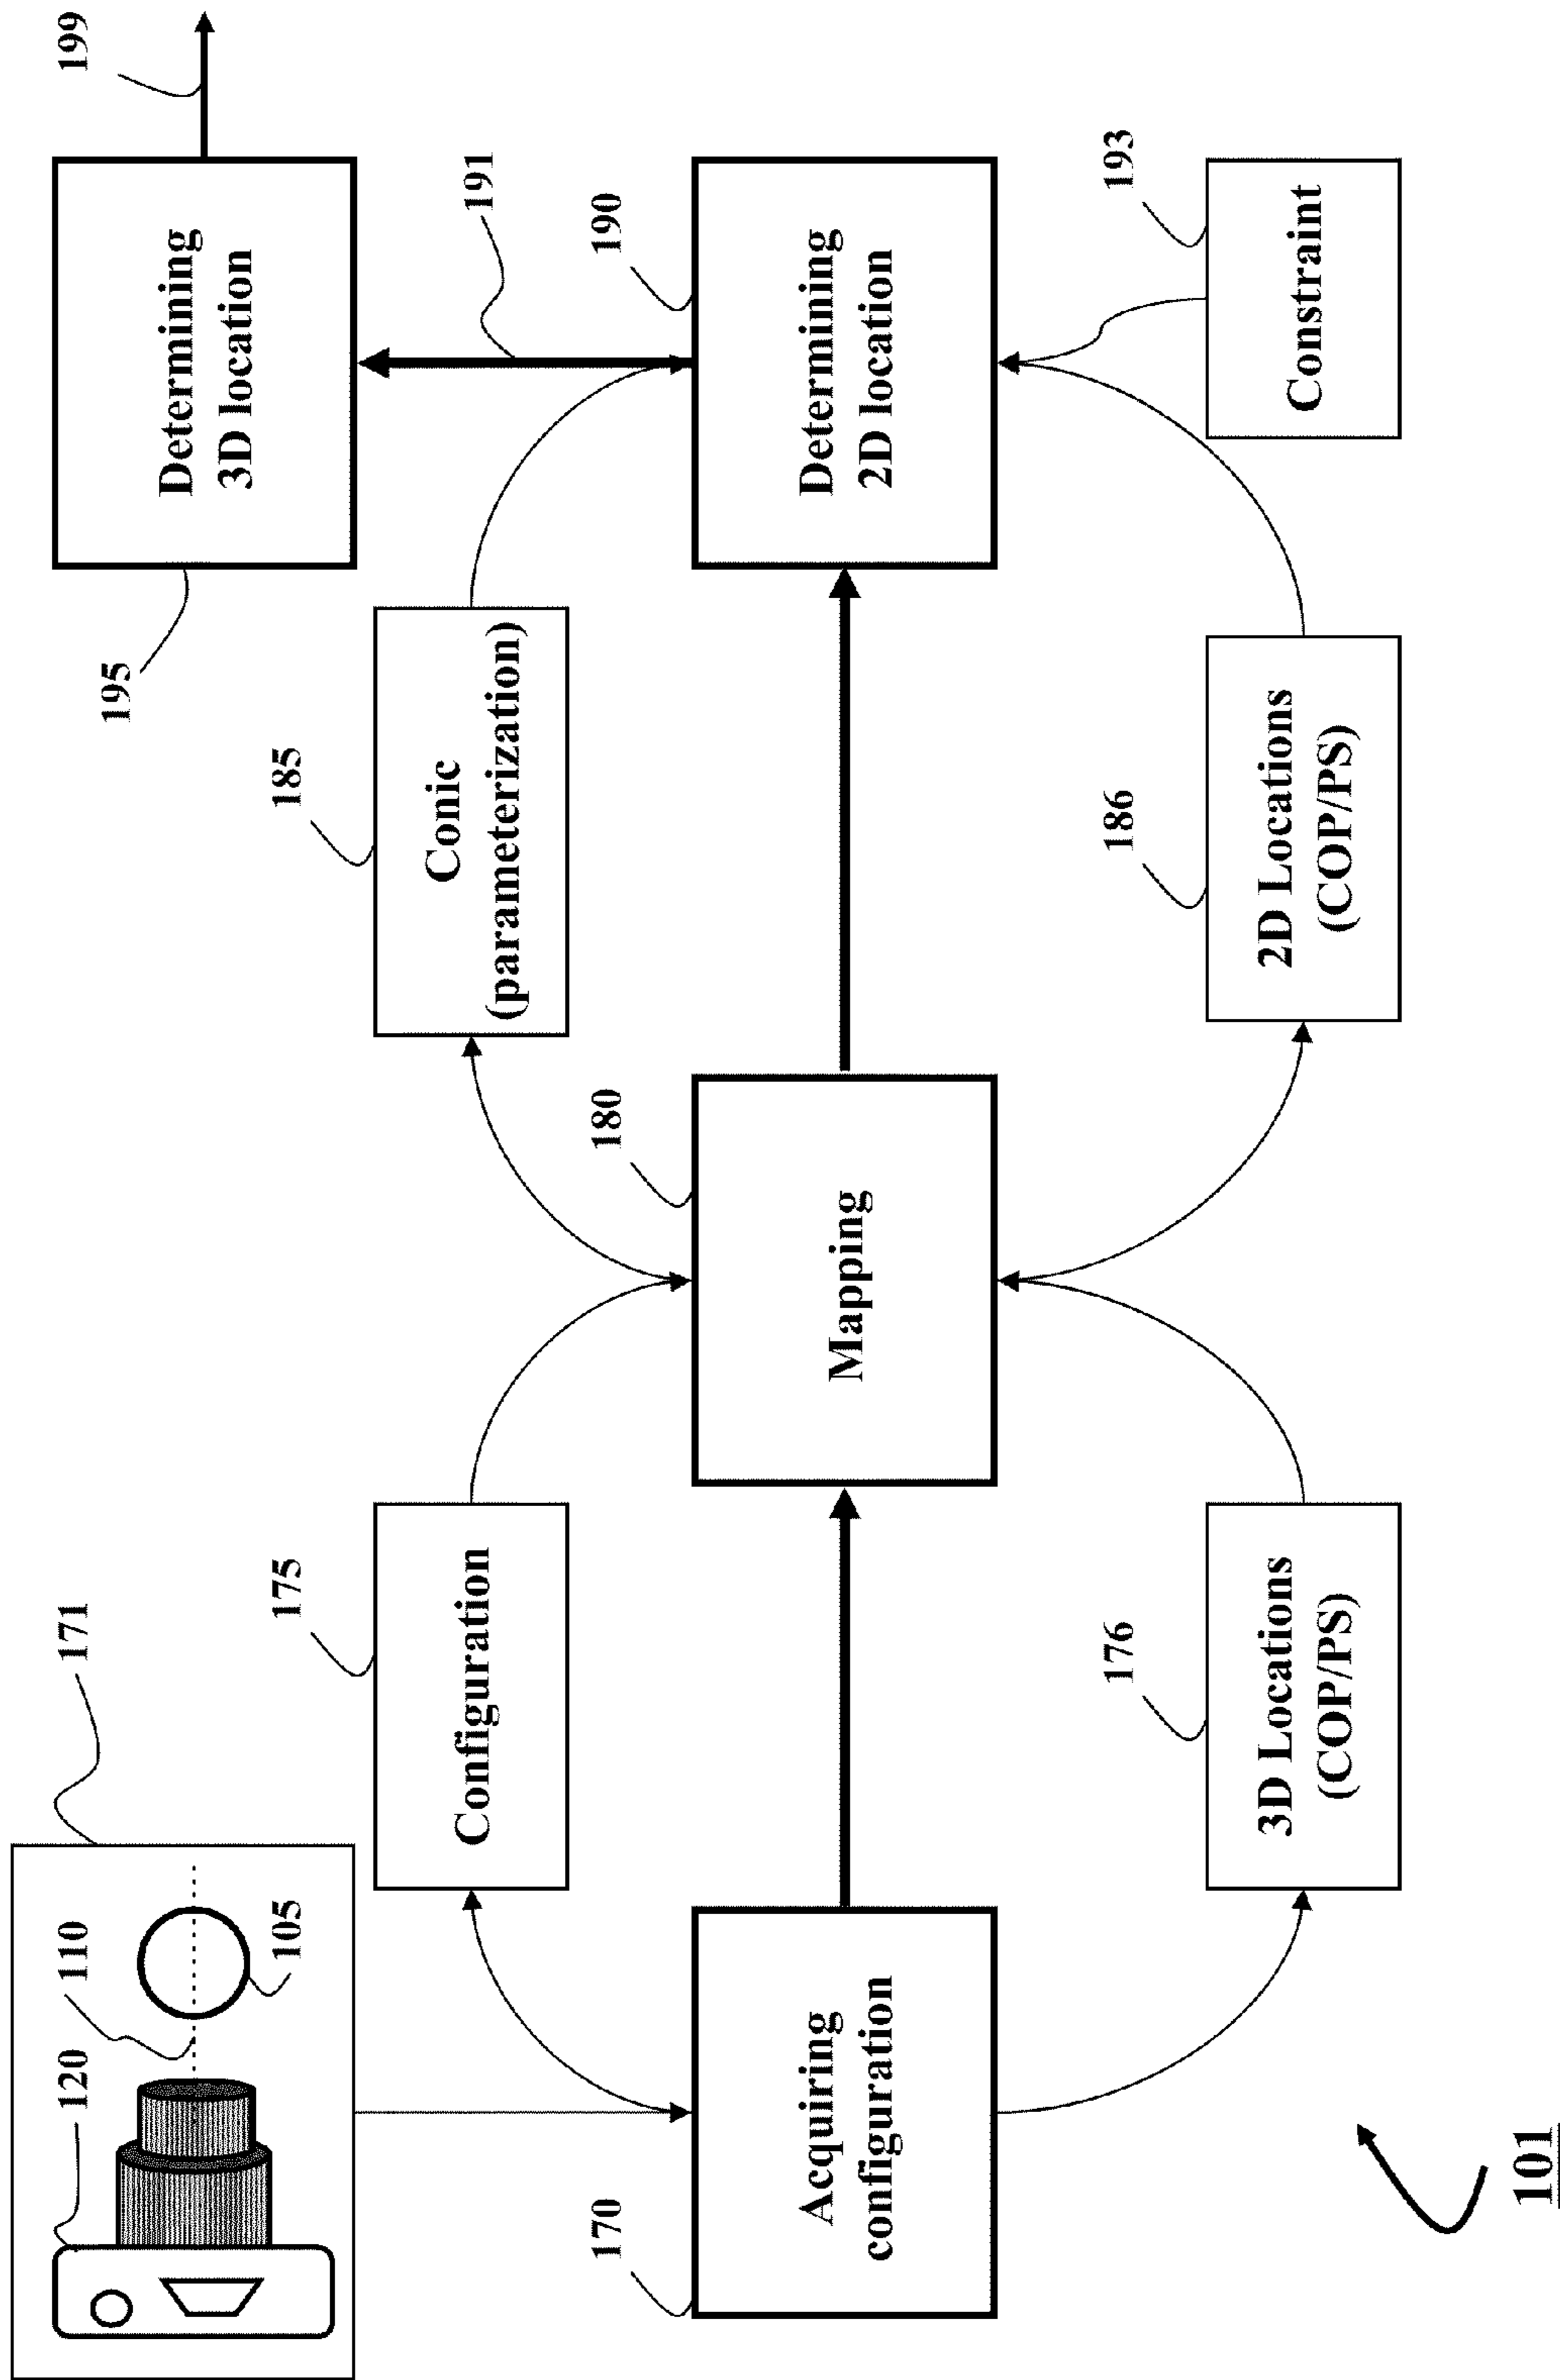 171
120
110
105
199
195
Determining
3D location
191
175
Configuration
185
Conic
(parameterization)
170
Acquiring
configuration
180
Mapping
190
Determining
2D location
176
3D Locations
(COP/PS)
186
2D Locations
(COP/PS)
193
Constraint
101